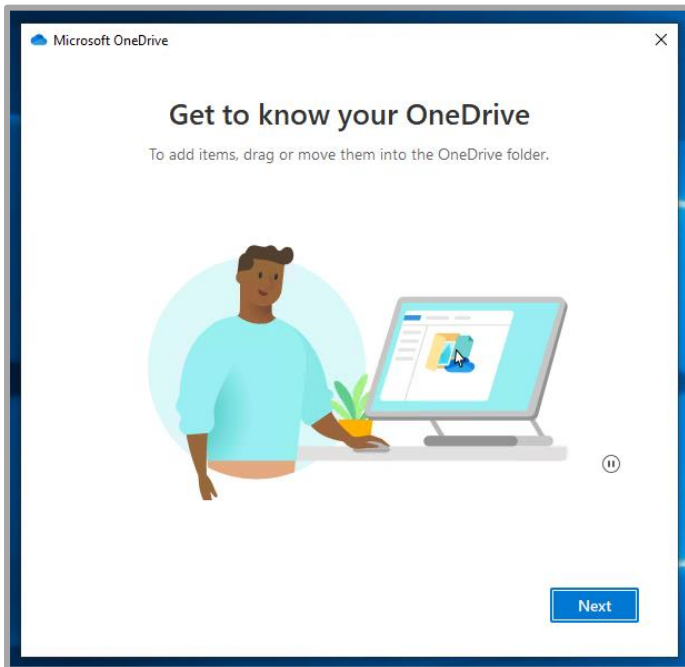 Microsoft OneDrive
Get to know your OneDrive
To add items, drag or move them into the OneDrive folder.
Next